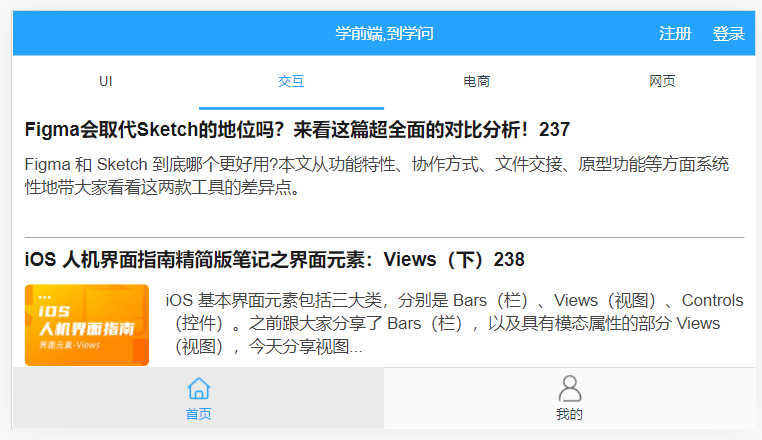 学前端,到学问
注册 登录
UI 交互 电商 网页
Figma会取代Sketch的地位吗？来看这篇超全面的对比分析！237
Figma 和 Sketch 到底哪个更好用?本文从功能特性、协作方式、文件交接、原型功能等方面系统
性地带大家看看这两款工具的差异点。
iOS 人机界面指南精简版笔记之界面元素：Views（下）238
iOS
人机界面指南
界面元素-Views
iOS 基本界面元素包括三大类，分别是 Bars（栏）、Views（视图）、Controls
（控件）。之前跟大家分享了 Bars（栏），以及具有模态属性的部分 Views
（视图），今天分享视图...
首页 我的